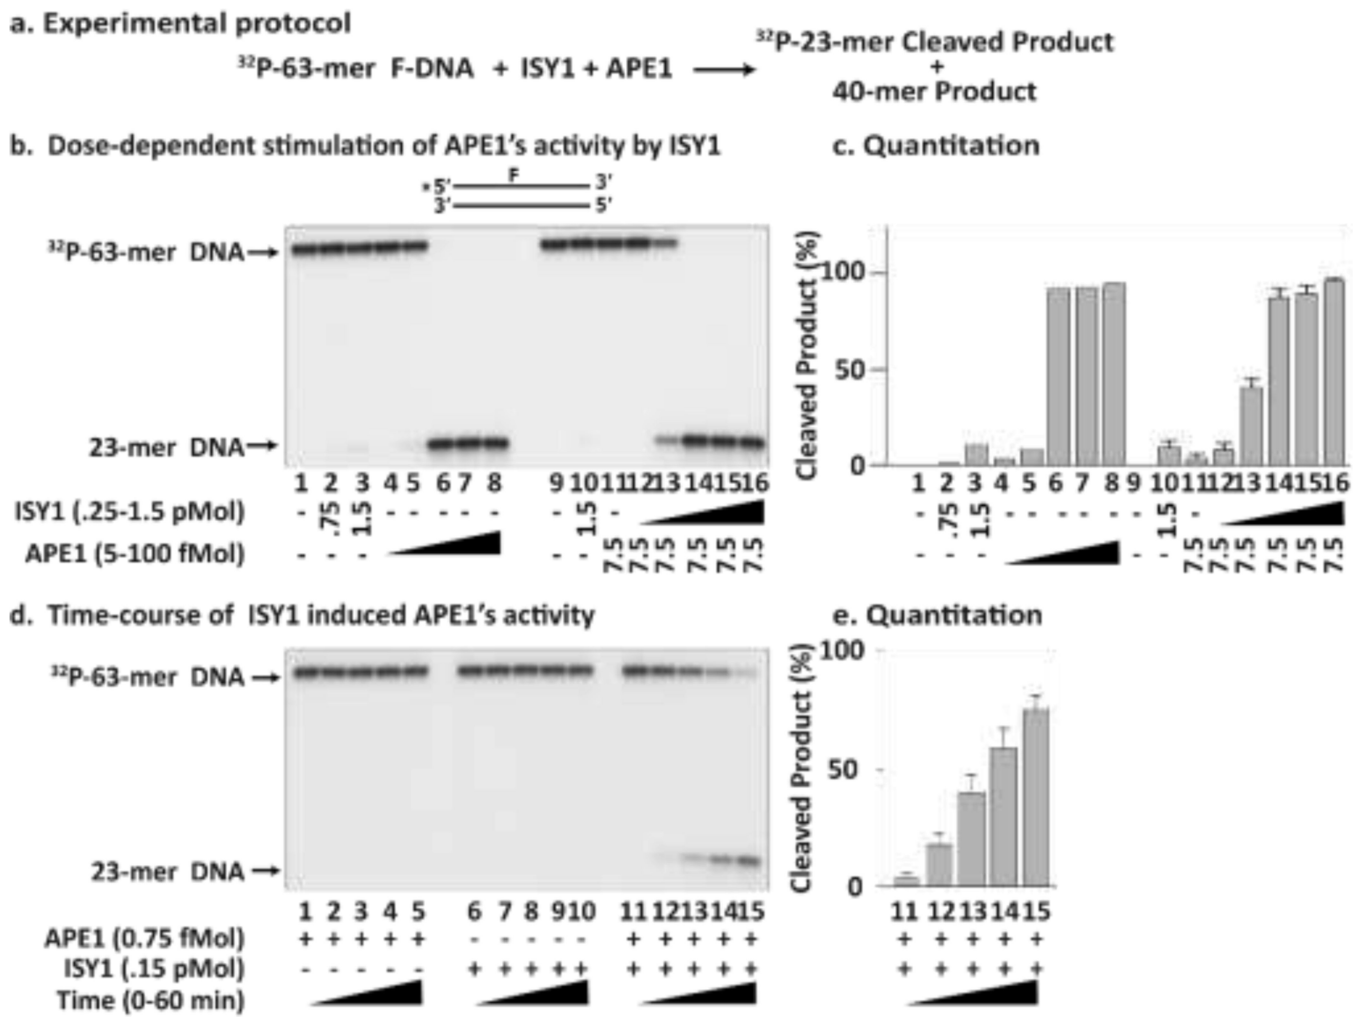 a. Experimental protocol
³²P-63-mer F-DNA + ISY1 + APE1
³²P-23-mer Cleaved Product
+
40-mer Product
b. Dose-dependent stimulation of APE1's activity by ISY1
c. Quantitation
F
*5' 3'
3' 5'
³²P-63-mer DNA
23-mer DNA
1 2 3 4 5 6 7 8 9 10 11 12 13 14 15 16
ISY1 (.25-1.5 pMol) - .75 1.5 - - - - - - 1.5 -
APE1 (5-100 fMol) - - - - - 7.5 7.5 7.5 7.5 7.5 7.5
Cleaved Product (%)
100
50
0
1 2 3 4 5 6 7 8 9 10 11 12 13 14 15 16
- .75 1.5 - - - - - - 1.5 -
- - - - - 7.5 7.5 7.5 7.5 7.5 7.5
d. Time-course of ISY1 induced APE1's activity
e. Quantitation
³²P-63-mer DNA
23-mer DNA
1 2 3 4 5 6 7 8 9 10 11 12 13 14 15
APE1 (0.75 fMol) + + + + + - - - - - + + + + +
ISY1 (.15 pMol) - - - - - + + + + + + + + + +
Time (0-60 min)
Cleaved Product (%)
100
50
0
11 12 13 14 15
+ + + + +
+ + + + +